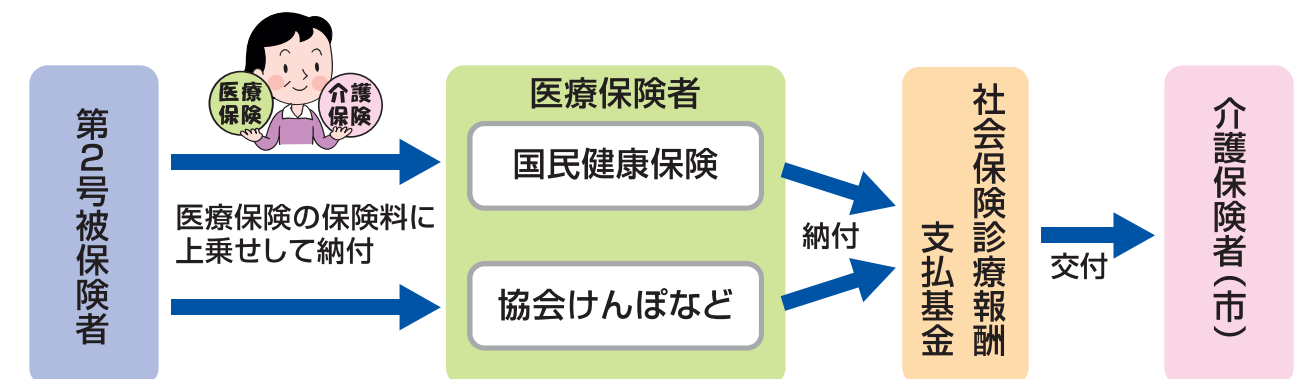 第2号被保険者
医療
保険
介護
保険
医療保険の保険料に
上乗せして納付
医療保険者
国民健康保険
協会けんぽなど
納付
社会保険診療報酬
支払基金
交付
介護保険者(市)